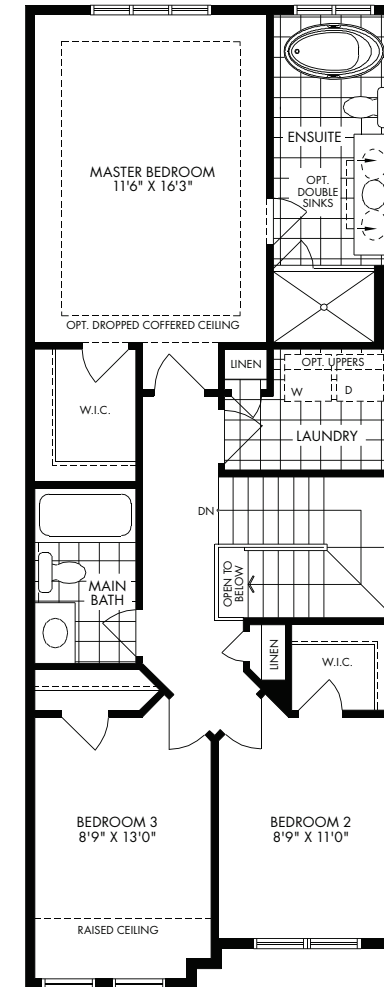 ENSUITE
MASTER BEDROOM
11'6" X 16'3"
OPT.
DOUBLE
SINKS
OPT. DROPPED COFFERED CEILING
LINEN
OPT. UPPERS
W
D
W.I.C.
LAUNDRY
DN
OPEN TO
BELOW
MAIN
BATH
LINEN
W.I.C.
BEDROOM 3
8'9" X 13'0"
BEDROOM 2
8'9" X 11'0"
RAISED CEILING